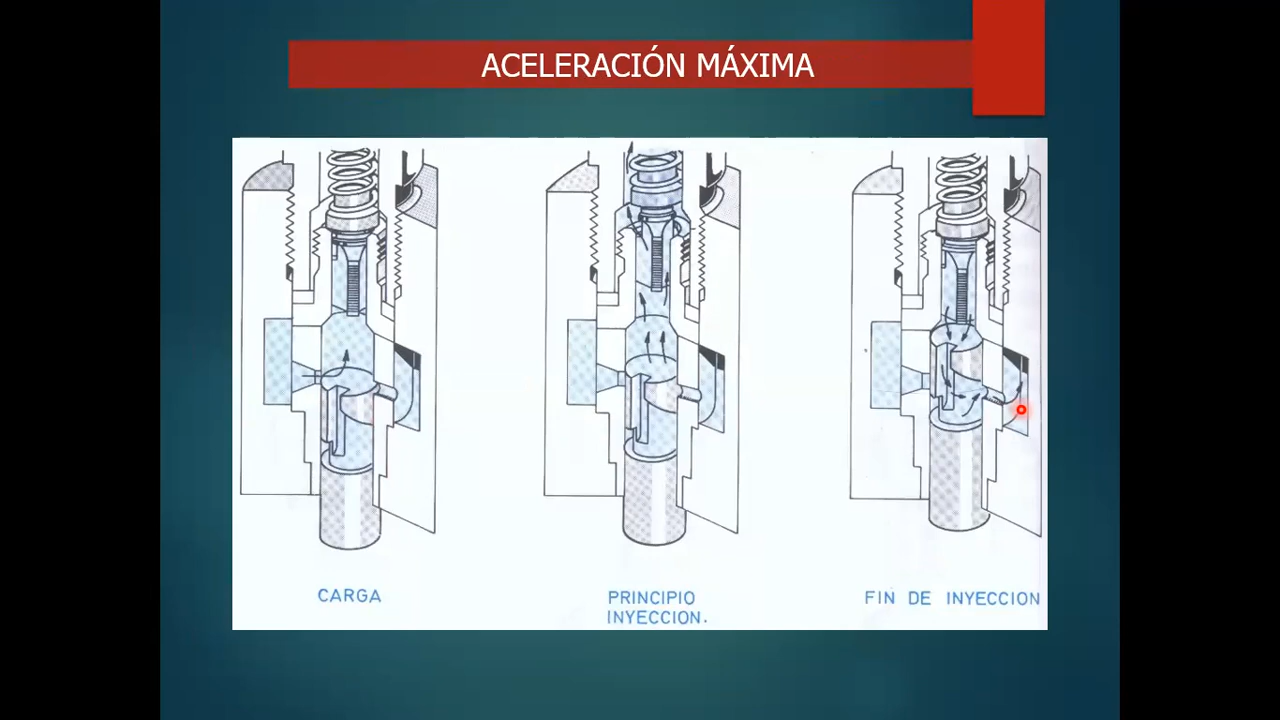 ACELERACIÓN MÁXIMA
CARGA
PRINCIPIO
INYECCION.
FIN DE INYECCION